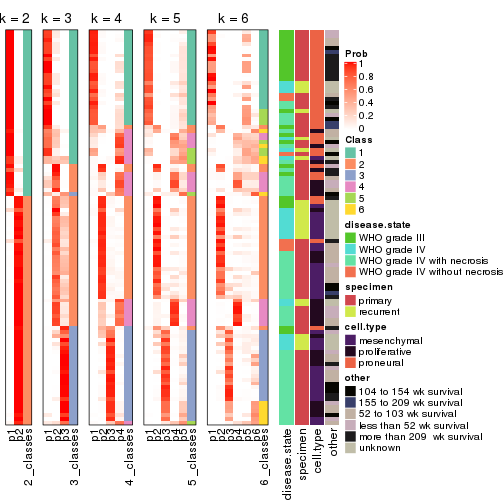 k = 2 k = 3 k = 4 k = 5 k = 6
Prob
1
0.8
0.6
0.4
0.2
0
Class
1
2
3
4
5
6
disease.state
WHO grade III
WHO grade IV
WHO grade IV with necrosis
WHO grade IV without necrosis
specimen
primary
recurrent
cell.type
mesenchymal
proliferative
proneural
other
104 to 154 wk survival
155 to 209 wk survival
52 to 103 wk survival
less than 52 wk survival
more than 209 wk survival
unknown
p1 p2 2_classes p1 p2 p3 3_classes p1 p2 p3 p4 4_classes p1 p2 p3 p4 p5 5_classes p1 p2 p3 p4 p5 p6 6_classes disease.state specimen cell.type other